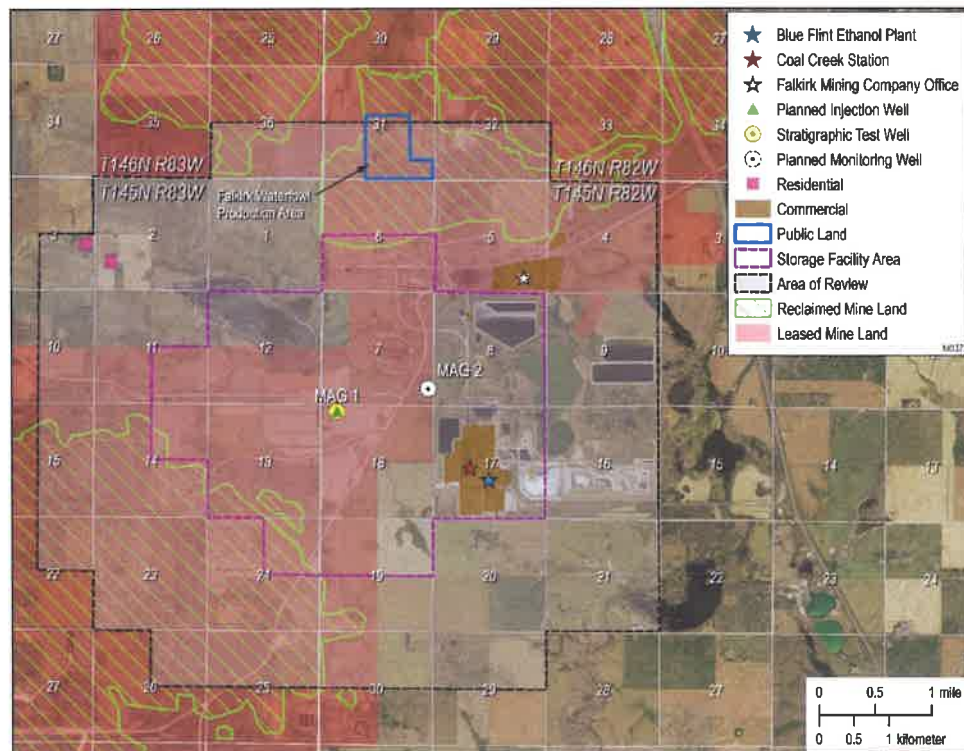 27 26 25 30 29 28 27
34 35 36 31 32 33 34
T146N R83W T146N R82W
T145N R83W T145N R82W
Falkirk Waterfowl
Production Area
3 2 1 6 5 4 3
10 11 12 7 8 9 10
MAG 1
MAG 2
15 14 13 18 17 16 15 14 13
22 23 24 19 20 21 22 23 24
27 26 25 30 29 28 27
Blue Flint Ethanol Plant
Coal Creek Station
Falkirk Mining Company Office
Planned Injection Well
Stratigraphic Test Well
Planned Monitoring Well
Residential
Commercial
Public Land
Storage Facility Area
Area of Review
Reclaimed Mine Land
Leased Mine Land
0 0.5 1 mile
0 0.5 1 kilometer